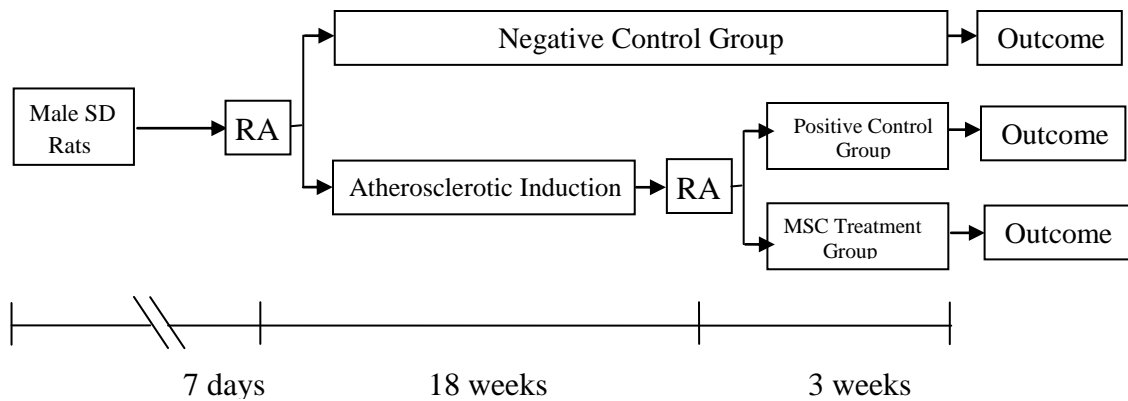 Negative Control Group
Outcome
Male SD
Rats
RA
Positive Control
Group
Outcome
Atherosclerotic Induction
RA
MSC Treatment
Group
Outcome
7 days
18 weeks
3 weeks